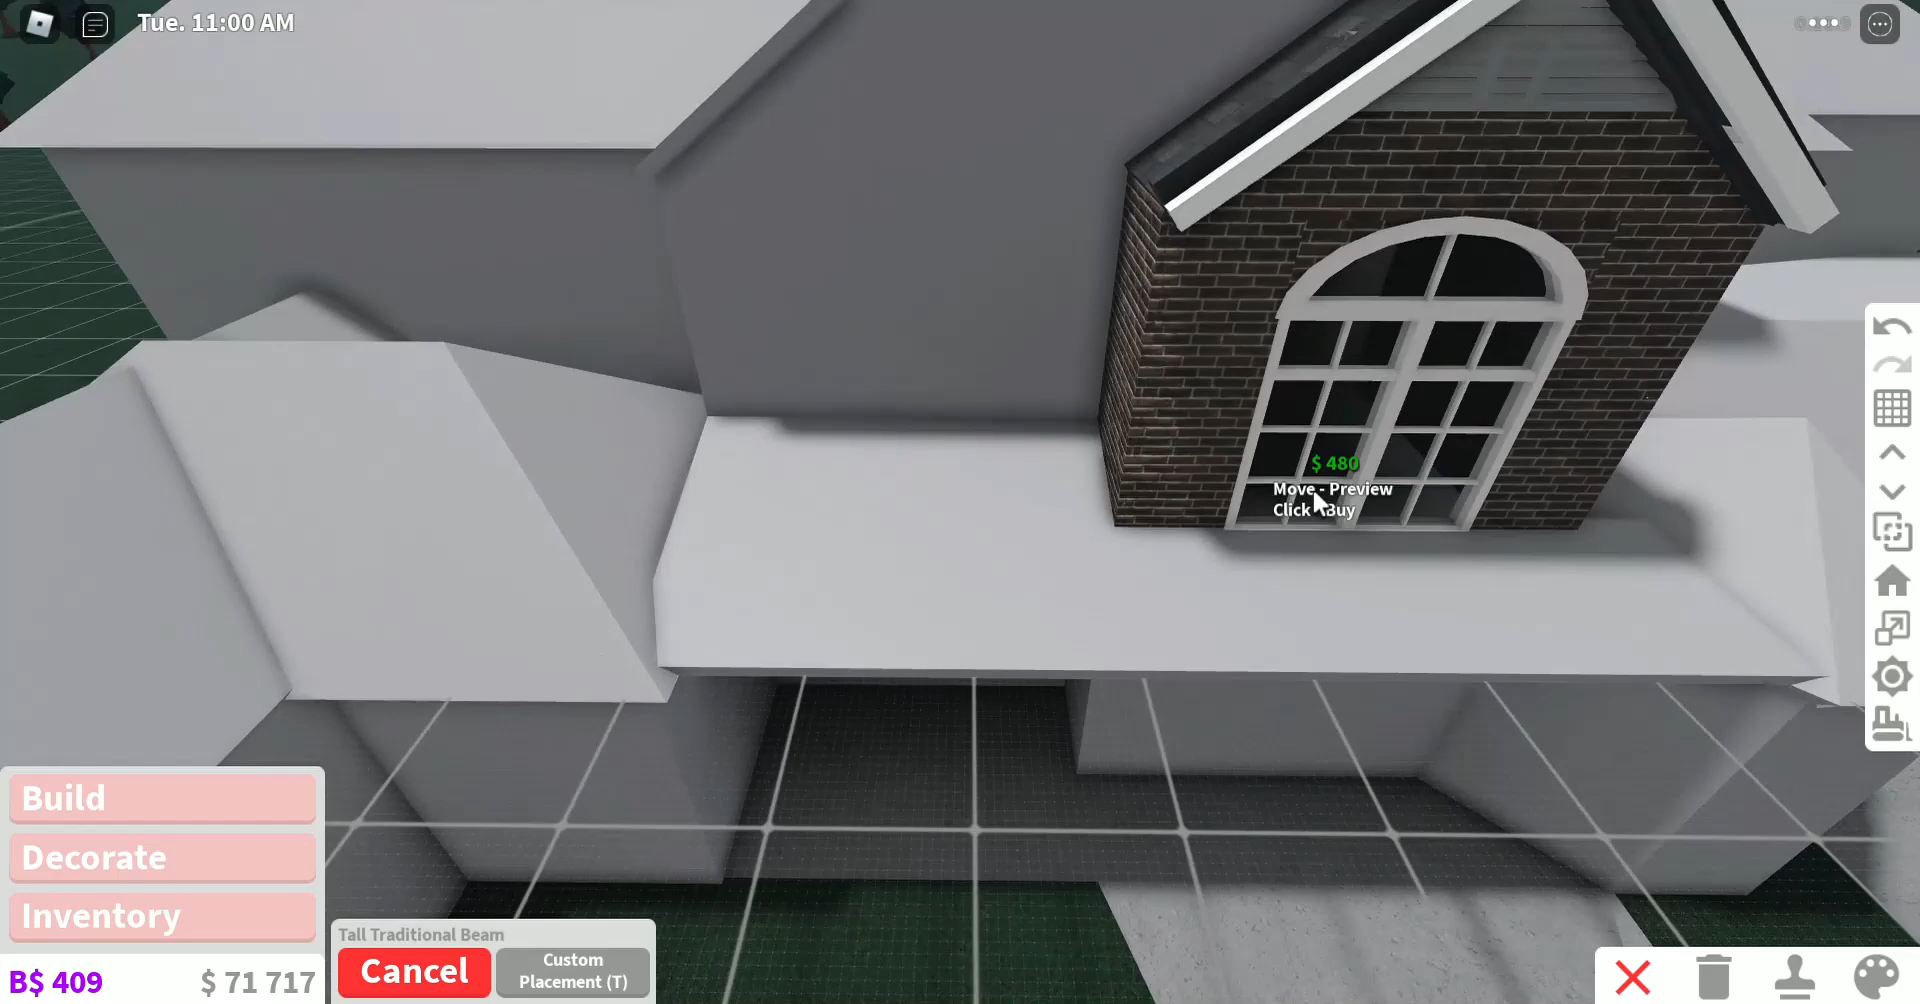 Tue. 11:00 AM
$ 480
Move - Preview
Click - Buy
Build
Decorate
Inventory
B$ 409
$ 71 717
Tall Traditional Beam
Cancel
Custom
Placement (T)